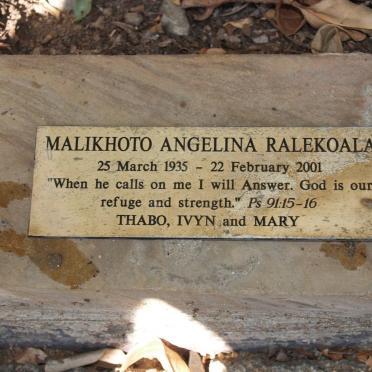 MALIKHOTO ANGELINA RALEKOALA
25 March 1935 - 22 February 2001
"When he calls on me I will Answer. God is our
refuge and strength." Ps 91:15-16
THABO, IVYN and MARY